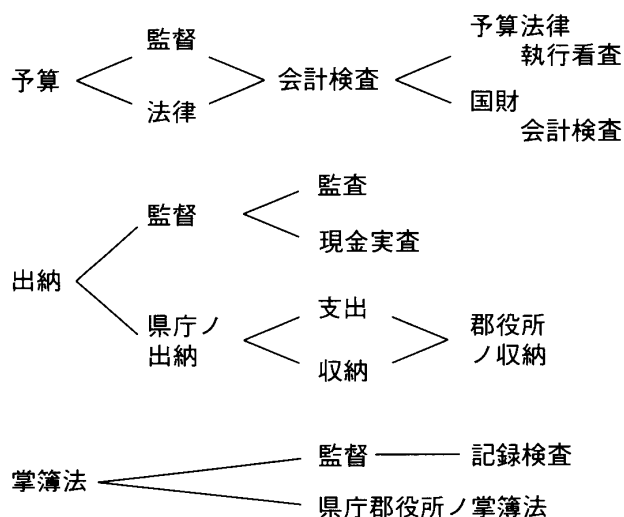 予算
監督
法律
会計検査
予算法律
執行看査
国財
会計検査
出納
監督
監査
現金実査
県庁ノ
出納
支出
収納
郡役所
ノ収納
掌簿法
監督
記録検査
県庁郡役所ノ掌簿法